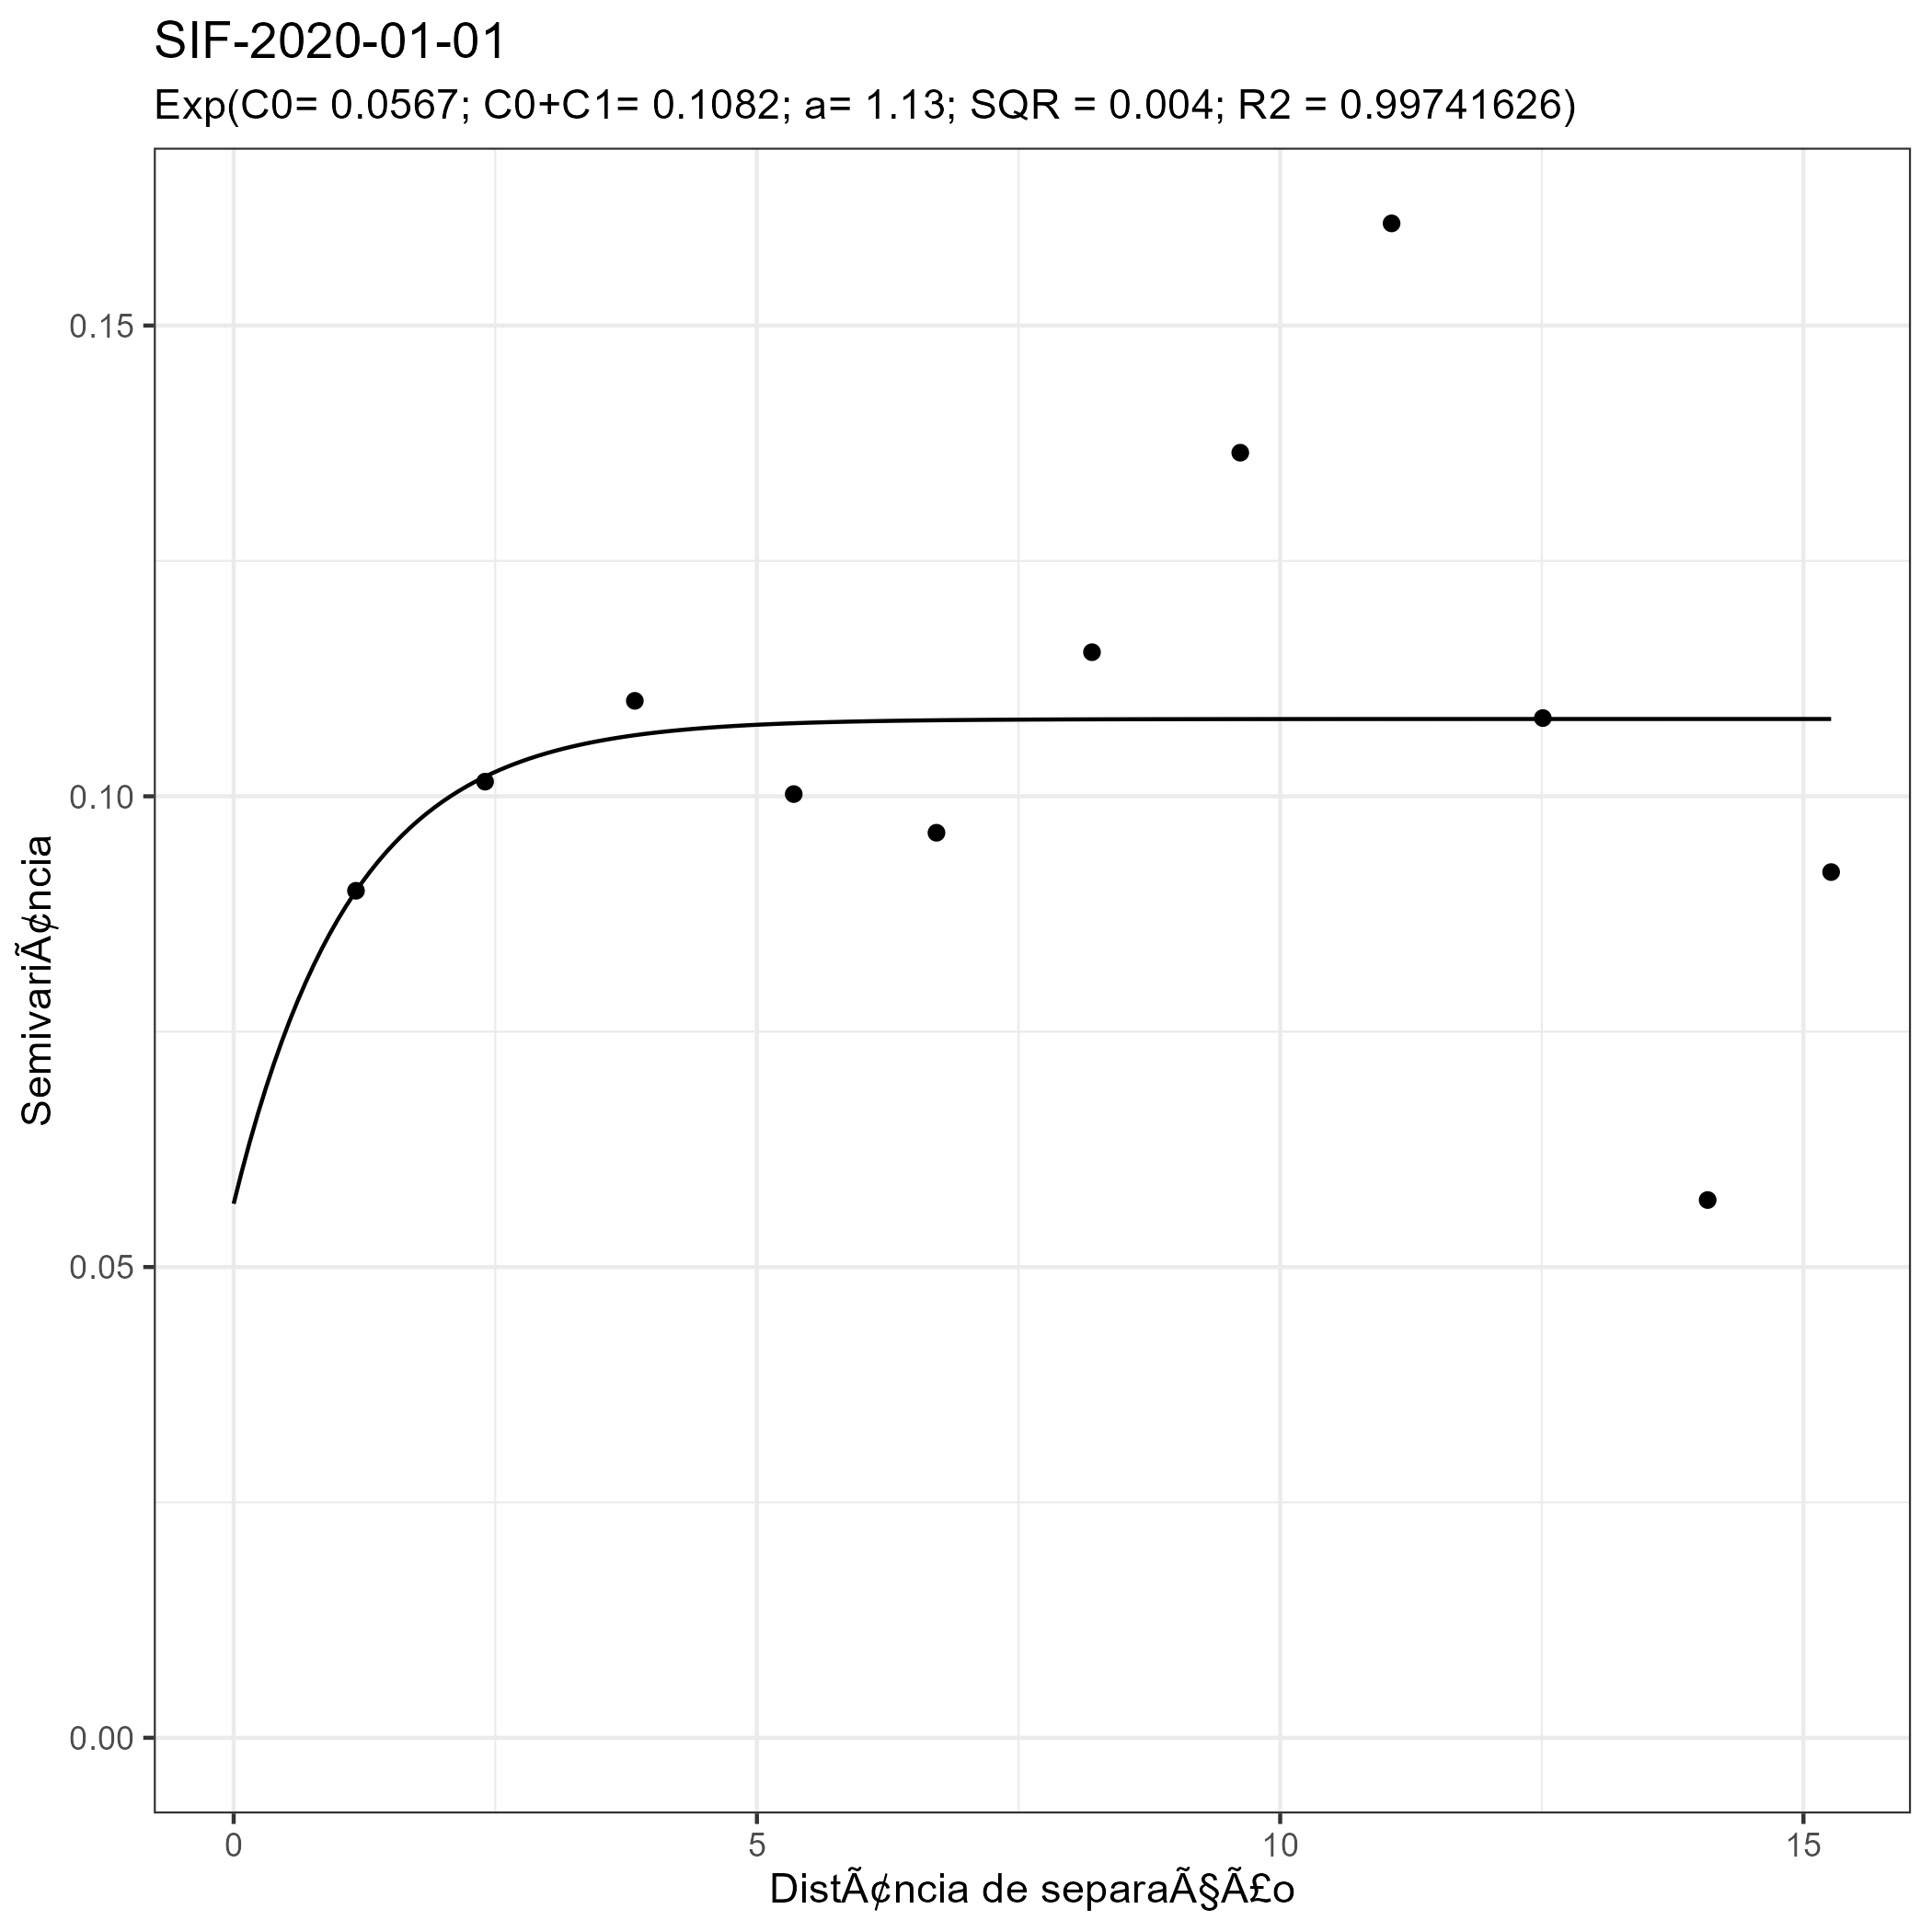 SIF-2020-01-01
Exp(C0= 0.0567; C0+C1= 0.1082; a= 1.13; SQR = 0.004; R2 = 0.99741626)
0.15
0.10
0.05
0.00
SemivariÃ¢ncia
0 5 10 15
DistÃ¢ncia de separaÃ§Ã£o